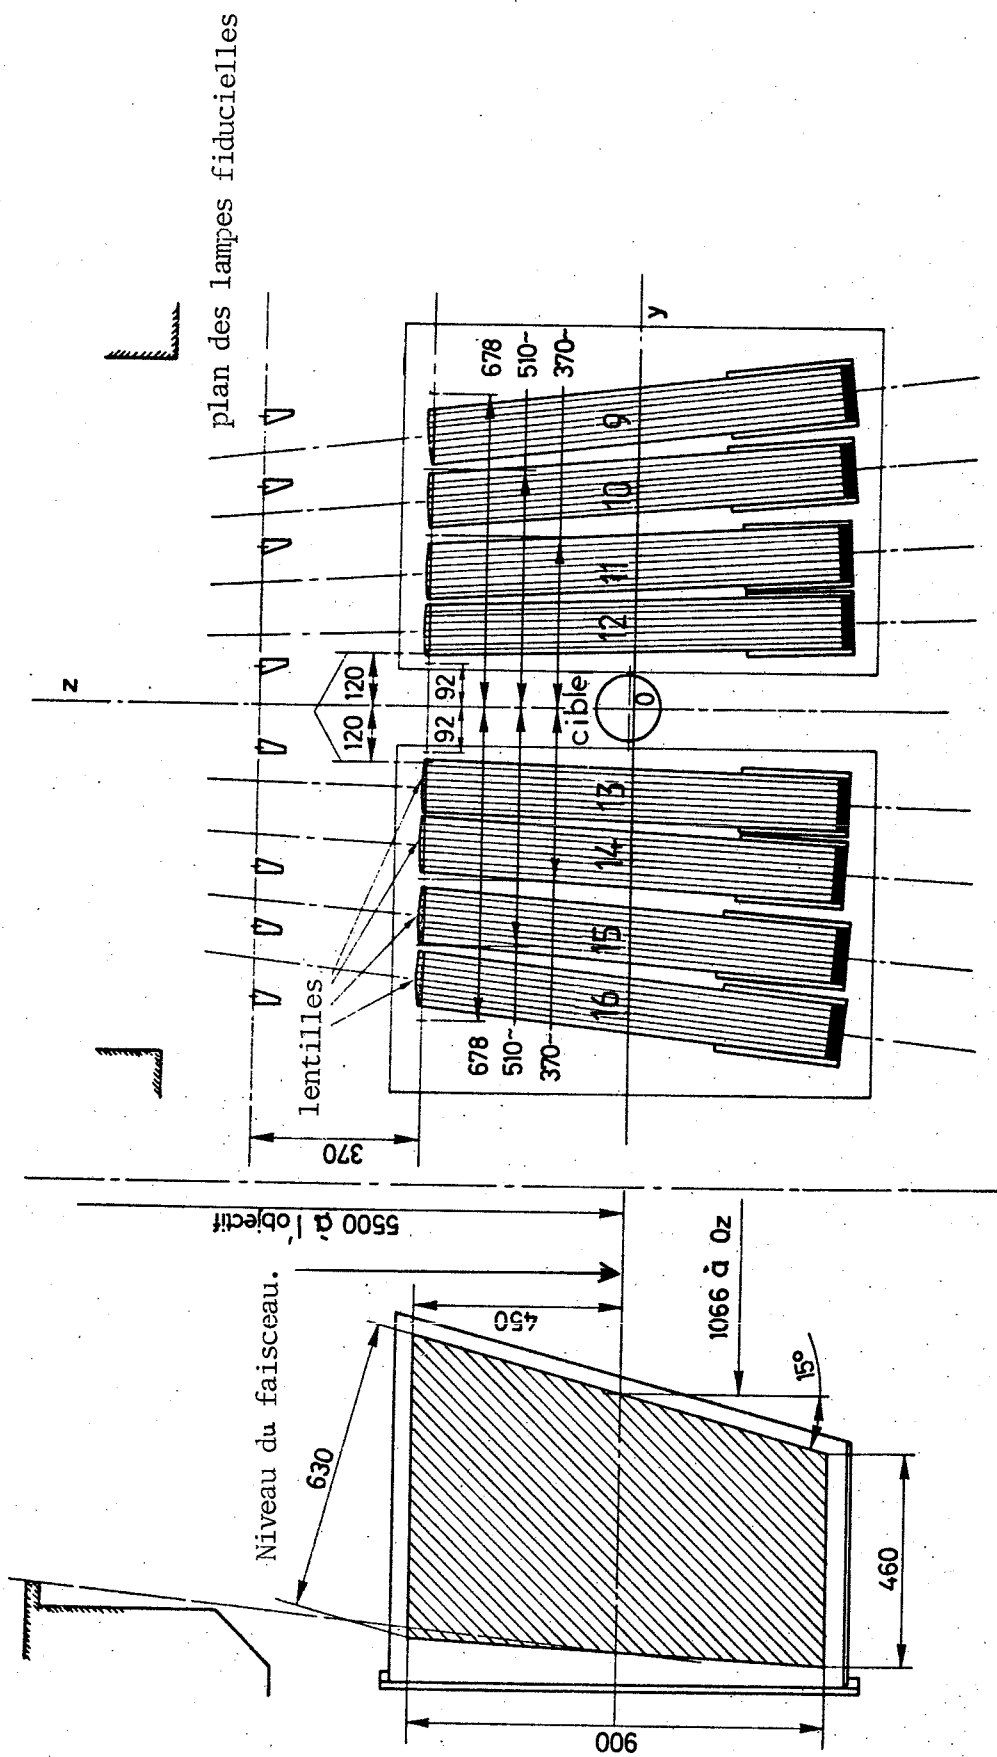 plan des lampes fiducielles
z
120
120
92
92
lentilles
678
510~
370~
678
510~
370~
16
15
14
13
12
11
10
9
cible
O
y
370
5500 à l'objectif
Niveau du faisceau.
630
450
1066 à Oz
15°
460
900